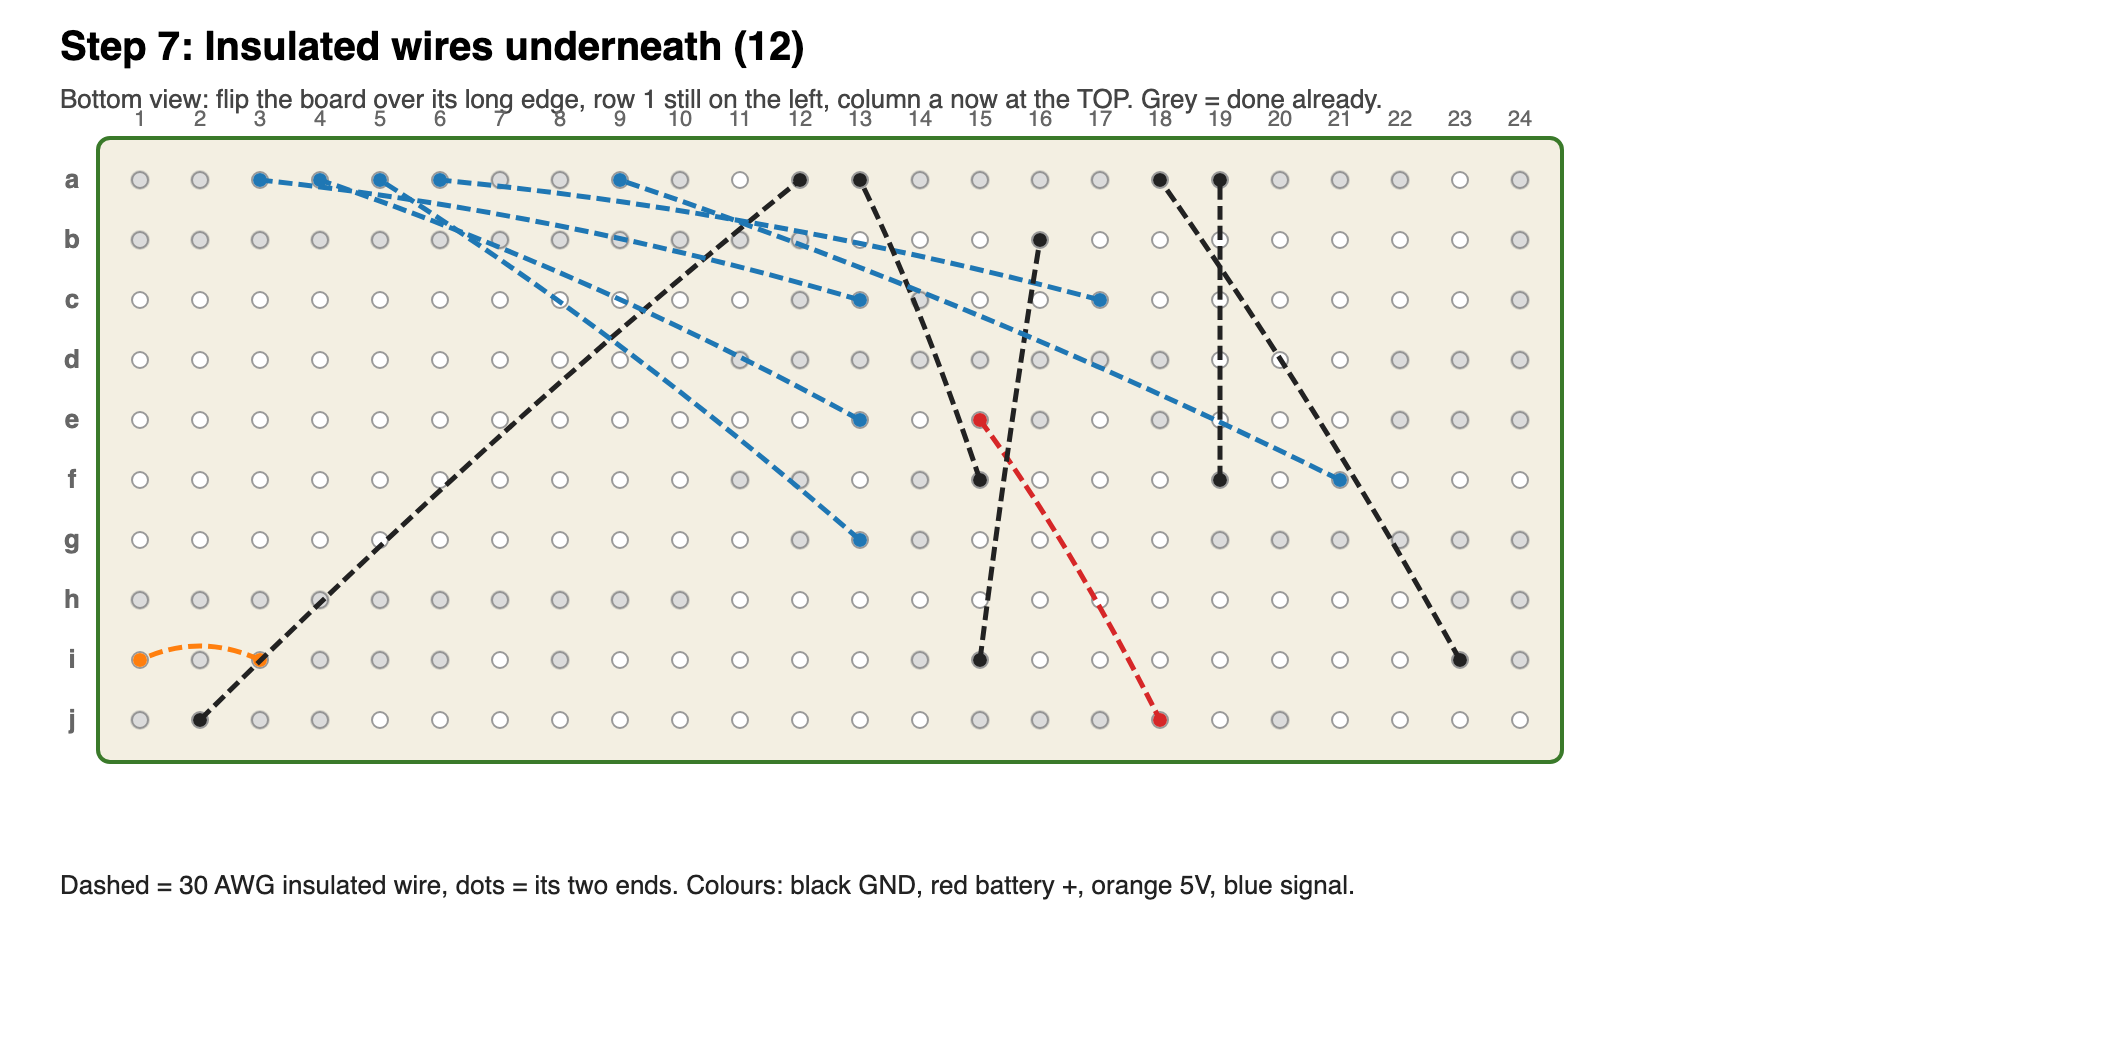 Step 7: Insulated wires underneath (12)
Bottom view: flip the board over its long edge, row 1 still on the left, column a now at the TOP. Grey = done already.
1 2 3 4 5 6 7 8 9 10 11 12 13 14 15 16 17 18 19 20 21 22 23 24
a
b
c
d
e
f
g
h
i
j
Dashed = 30 AWG insulated wire, dots = its two ends. Colours: black GND, red battery +, orange 5V, blue signal.